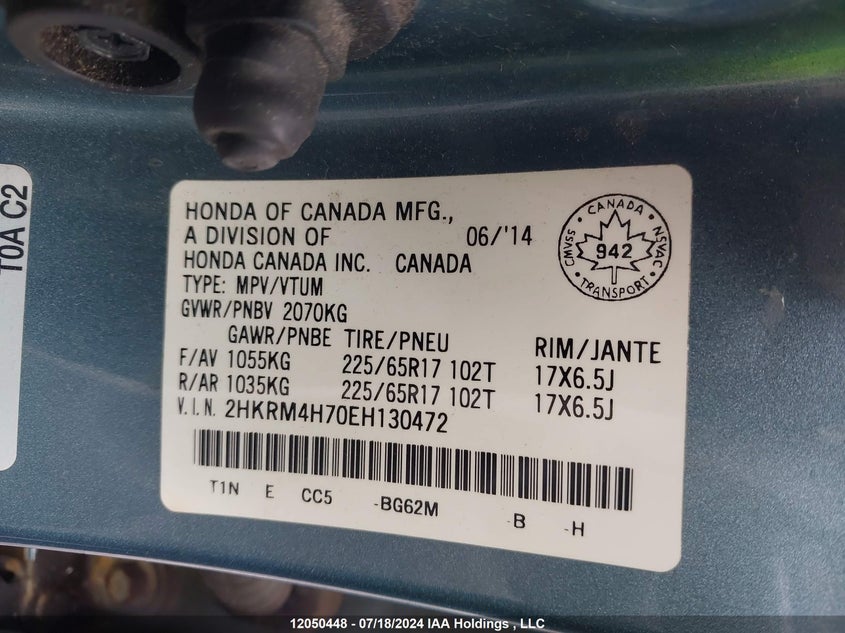 T0A C2
HONDA OF CANADA MFG.,
A DIVISION OF 06/'14
HONDA CANADA INC. CANADA
TYPE: MPV/VTUM
GVWR/PNBV 2070KG
GAWR/PNBE TIRE/PNEU RIM/JANTE
F/AV 1055KG 225/65R17 102T 17X6.5J
R/AR 1035KG 225/65R17 102T 17X6.5J
V.I.N. 2HKRM4H70EH130472
T1N E CC5 -BG62M -B -H
CANADA
CMVSS 942 NSVAC
TRANSPORT
12050448 - 07/18/2024 IAA Holdings , LLC